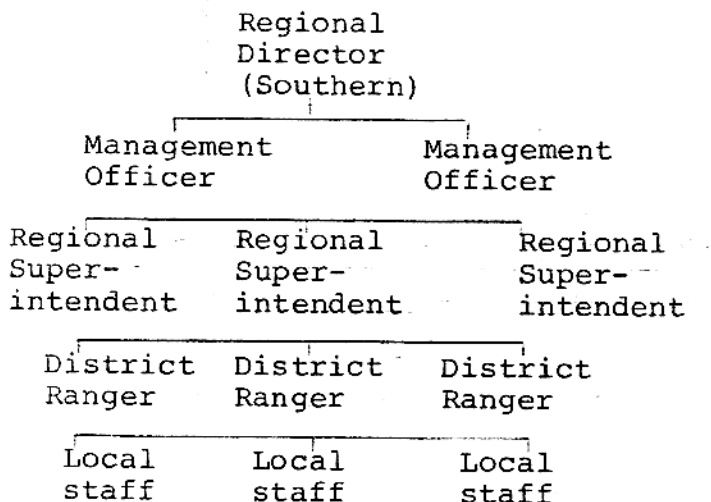 Regional
Director
(Southern)
Management Management
Officer Officer
Regional Regional Regional
Super- Super- Super-
intendent intendent intendent
District District District
Ranger Ranger Ranger
Local Local Local
staff staff staff